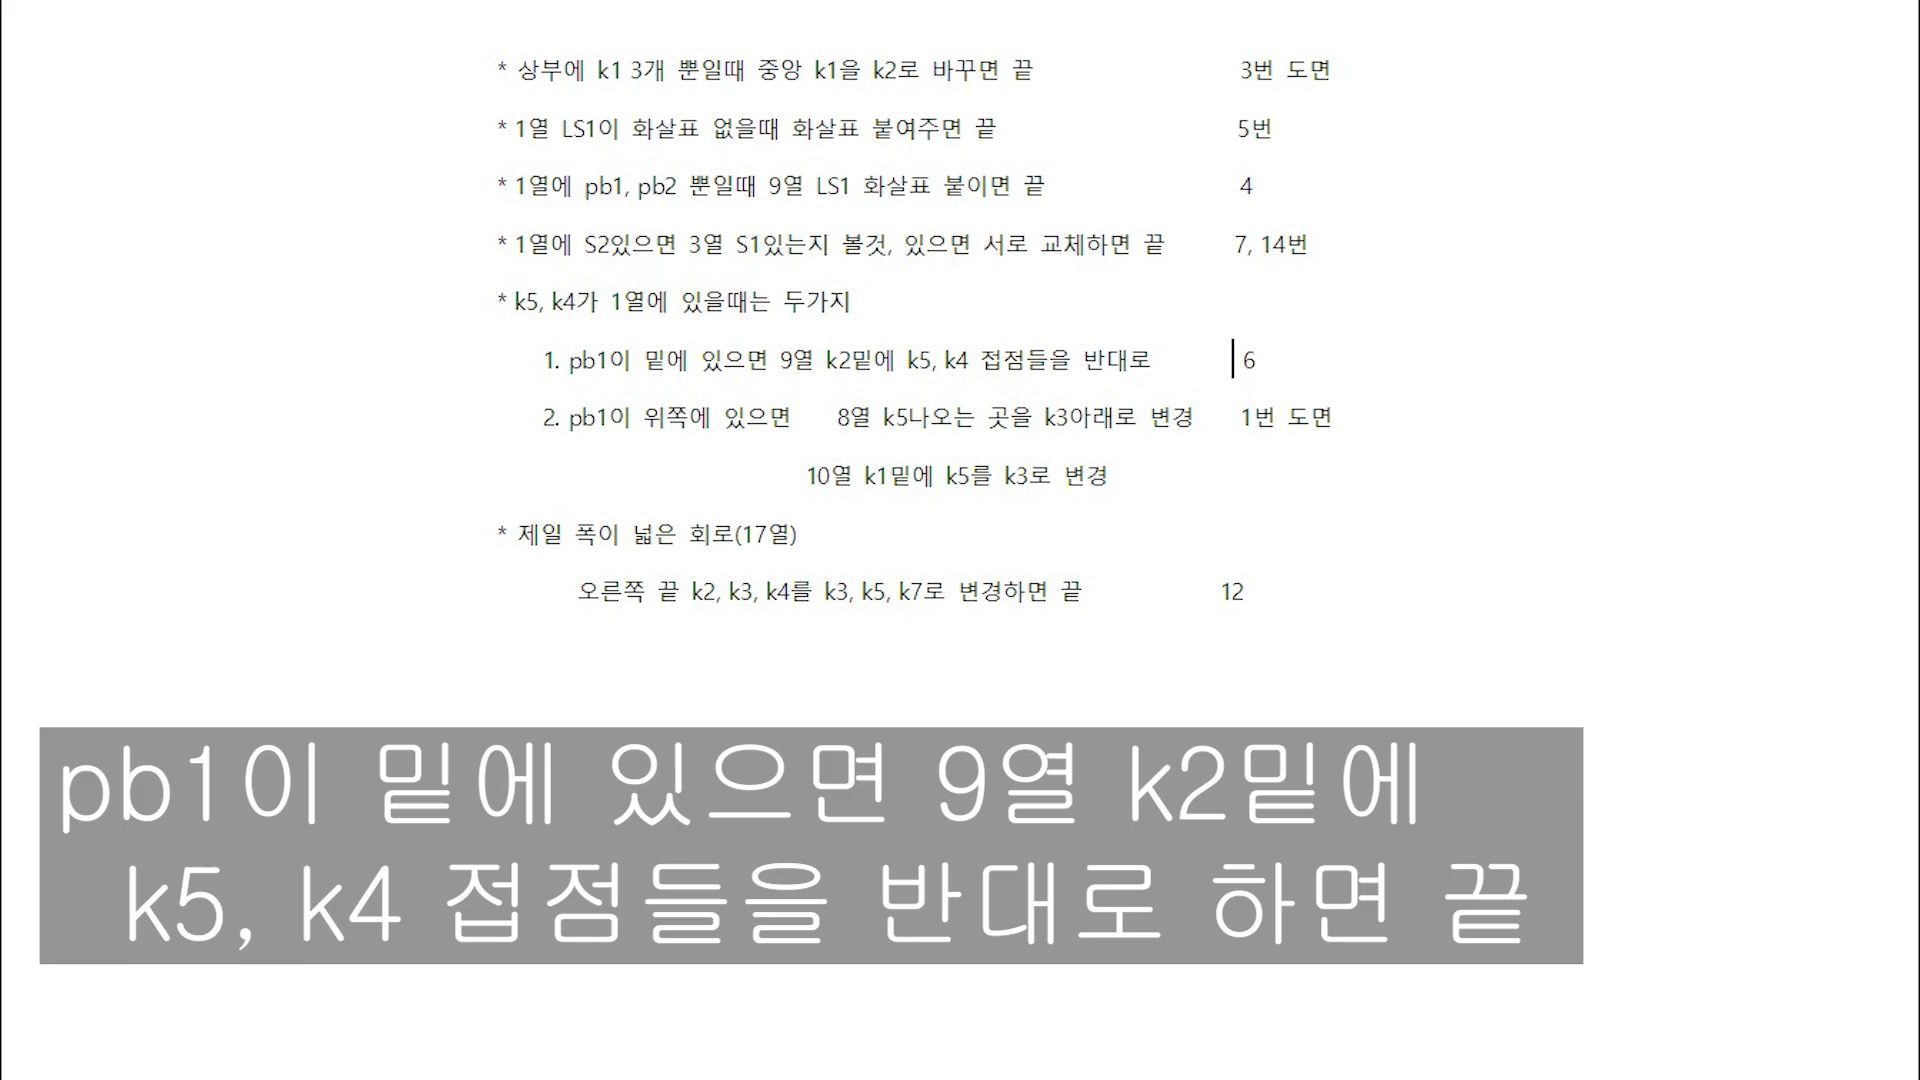 * 상부에 k1 3개 뿐일때 중앙 k1을 k2로 바꾸면 끝 3번 도면
* 1열 LS1이 화살표 없을때 화살표 붙여주면 끝 5번
* 1열에 pb1, pb2 뿐일때 9열 LS1 화살표 붙이면 끝 4
* 1열에 S2있으면 3열 S1있는지 볼것, 있으면 서로 교체하면 끝 7, 14번
* k5, k4가 1열에 있을때는 두가지
1. pb1이 밑에 있으면 9열 k2밑에 k5, k4 접점들을 반대로 6
2. pb1이 위쪽에 있으면 8열 k5나오는 곳을 k3아래로 변경 1번 도면
10열 k1밑에 k5를 k3로 변경
* 제일 폭이 넓은 회로(17열)
오른쪽 끝 k2, k3, k4를 k3, k5, k7로 변경하면 끝 12
pb1이 밑에 있으면 9열 k2밑에
k5, k4 접점들을 반대로 하면 끝